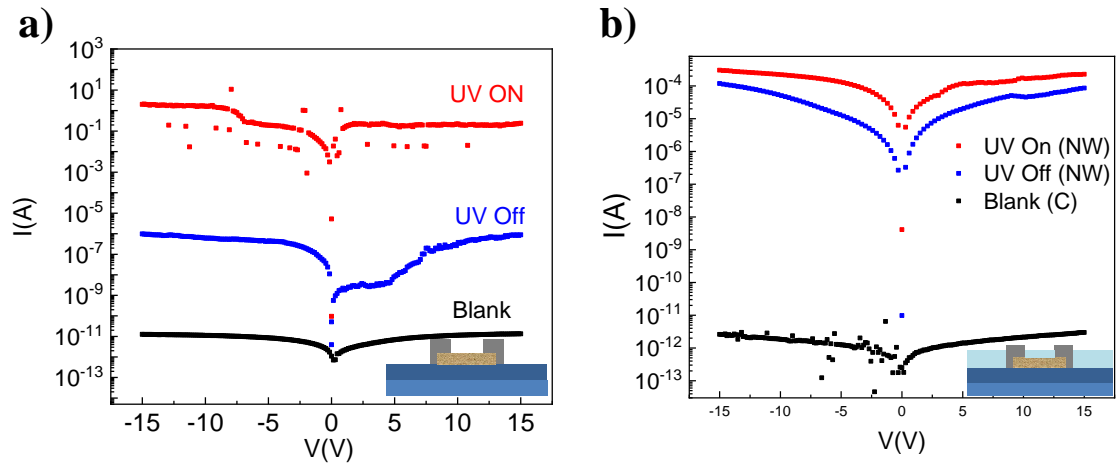 a)
10^3
10^1
10^-1
10^-3
10^-6
10^-7
10^-9
10^-11
10^-13
I(A)
UV ON
UV Off
Blank
-15 -10 -5 0 5 10 15
V(V)
b)
10^-4
10^-5
10^-6
10^-7
10^-8
10^-9
10^-10
10^-11
10^-12
10^-13
I(A)
UV On (NW)
UV Off (NW)
Blank (C)
-15 -10 -5 0 5 10 15
V(V)